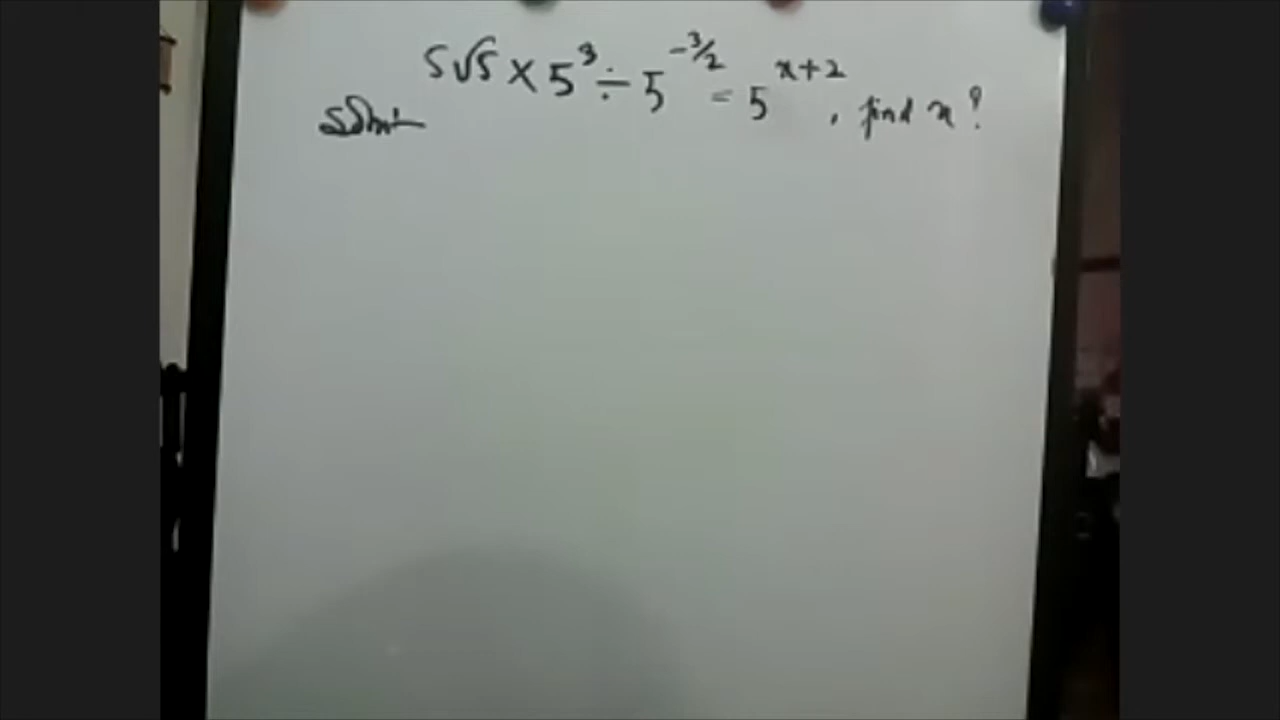 5√5 × 5³ ÷ 5^(-3/2) = 5^(x+2), find x?
Soln:-